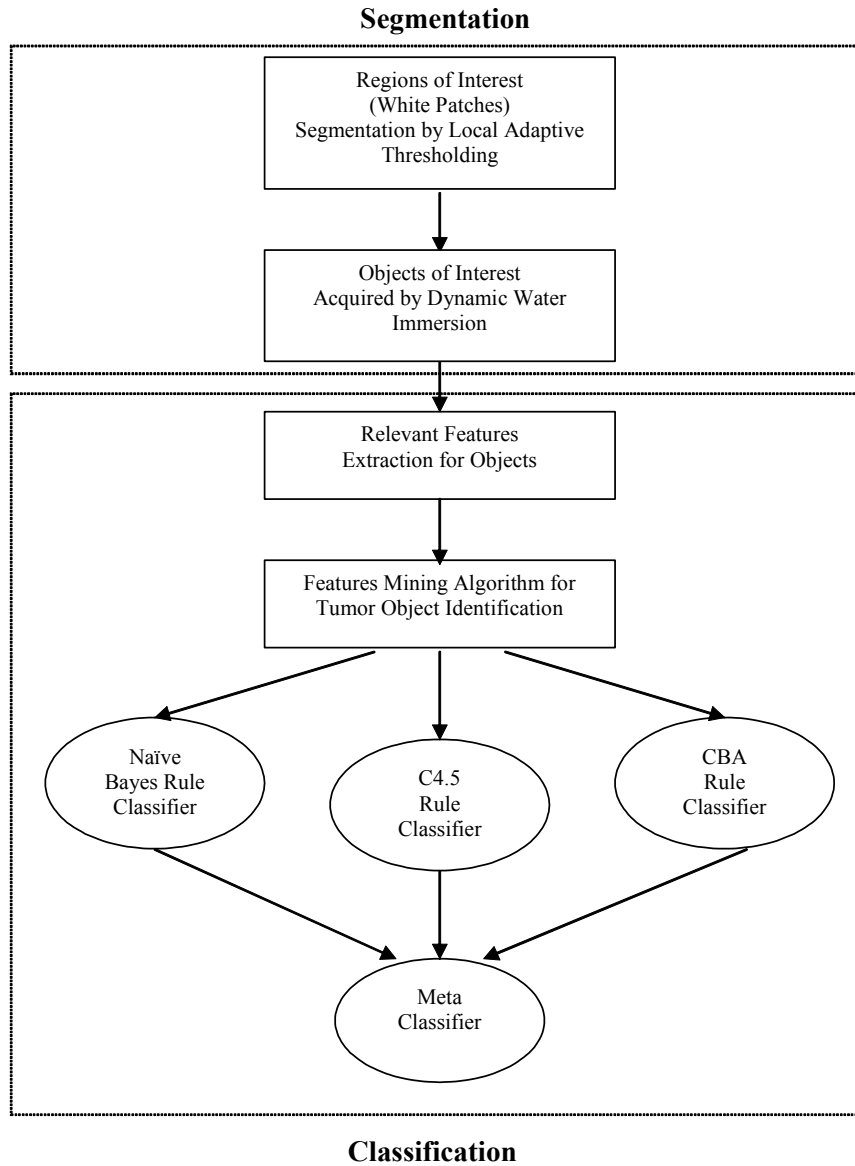 Segmentation
Regions of Interest
(White Patches)
Segmentation by Local Adaptive
Thresholding
Objects of Interest
Acquired by Dynamic Water
Immersion
Relevant Features
Extraction for Objects
Features Mining Algorithm for
Tumor Object Identification
Naïve
Bayes Rule
Classifier
C4.5
Rule
Classifier
CBA
Rule
Classifier
Meta
Classifier
Classification